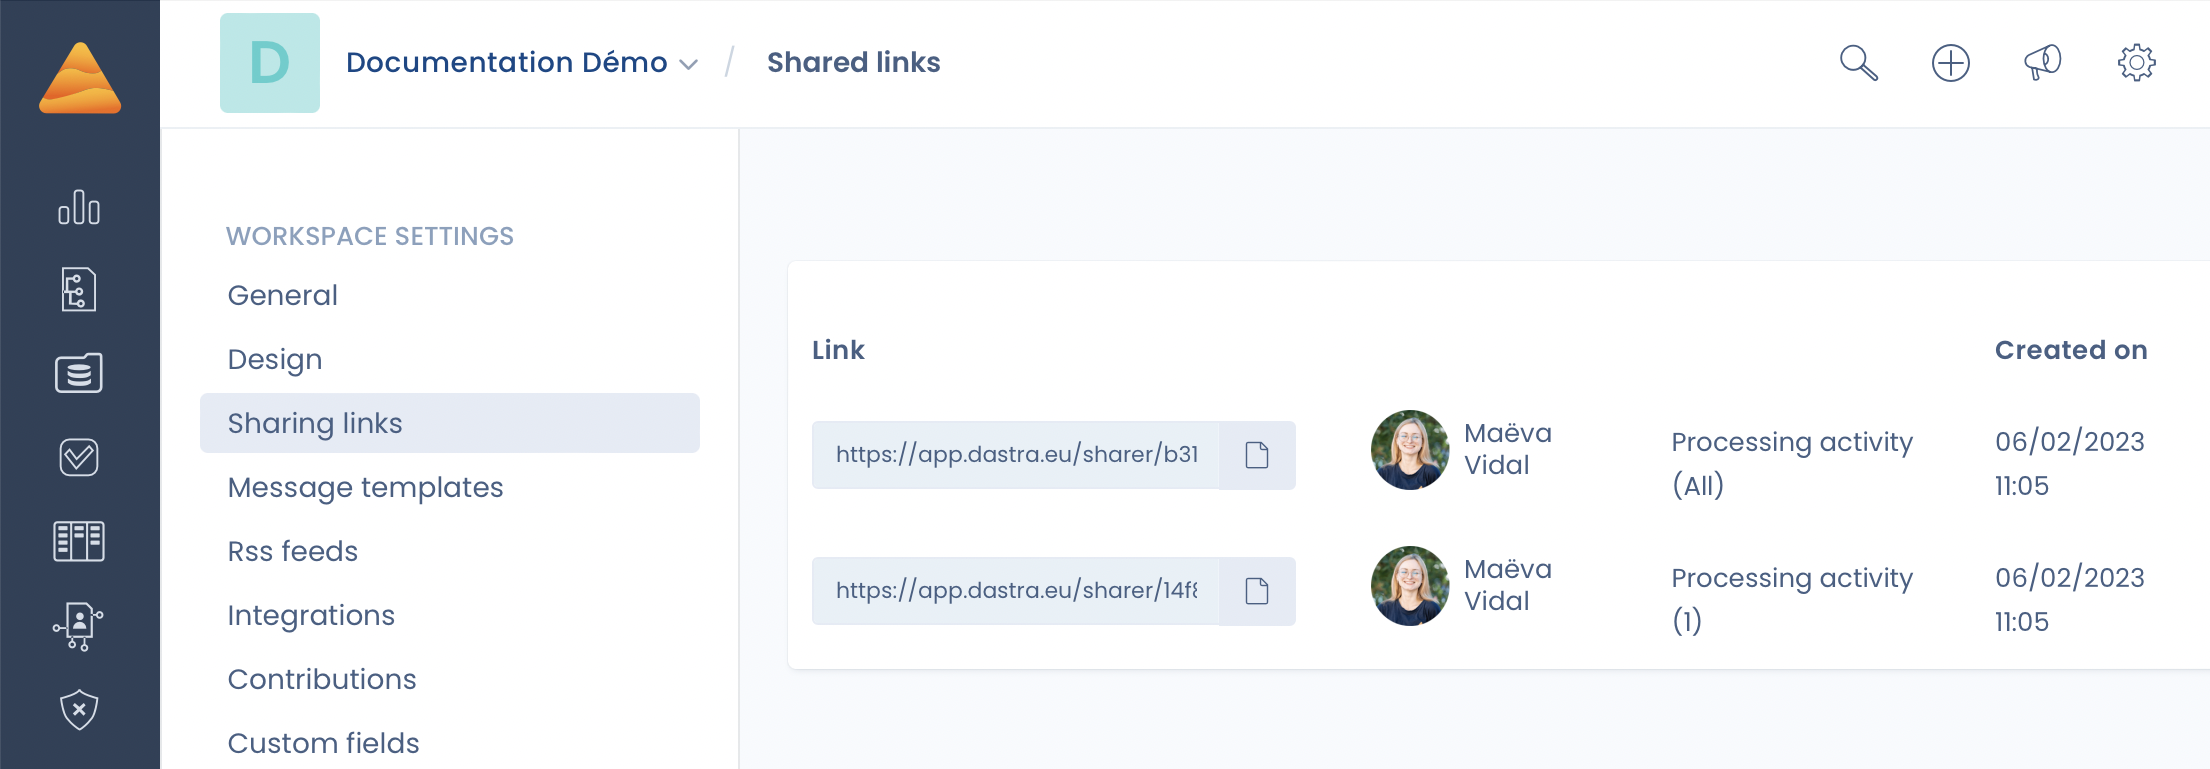 D
Documentation Démo / Shared links
WORKSPACE SETTINGS
General
Design
Sharing links
Message templates
Rss feeds
Integrations
Contributions
Custom fields
Link
Created on
https://app.dastra.eu/sharer/b31
Maëva
Vidal
Processing activity
(All)
06/02/2023
11:05
https://app.dastra.eu/sharer/14f
Maëva
Vidal
Processing activity
(1)
06/02/2023
11:05